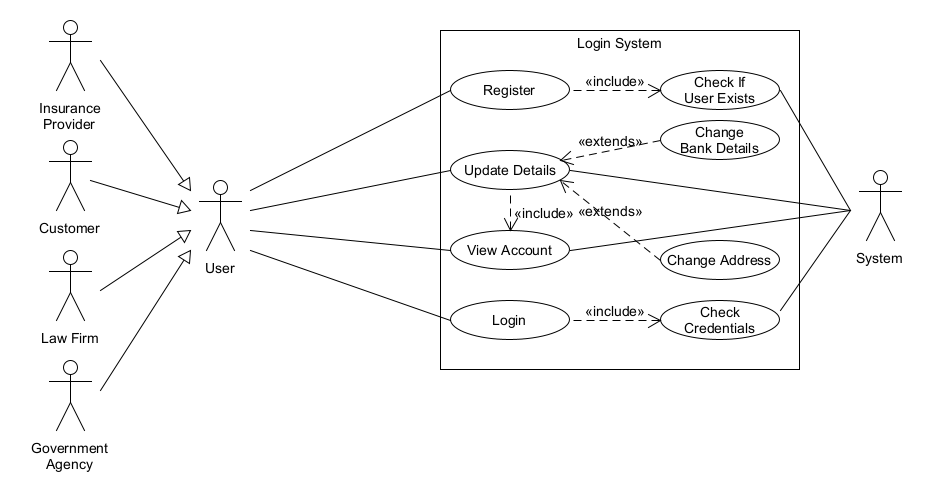 Login System
Insurance
Provider
Customer
Law Firm
Government
Agency
User
Register
«include»
Check If
User Exists
Change
Bank Details
«extends»
Update Details
«include»
«extends»
View Account
Change Address
Login
«include»
Check
Credentials
System